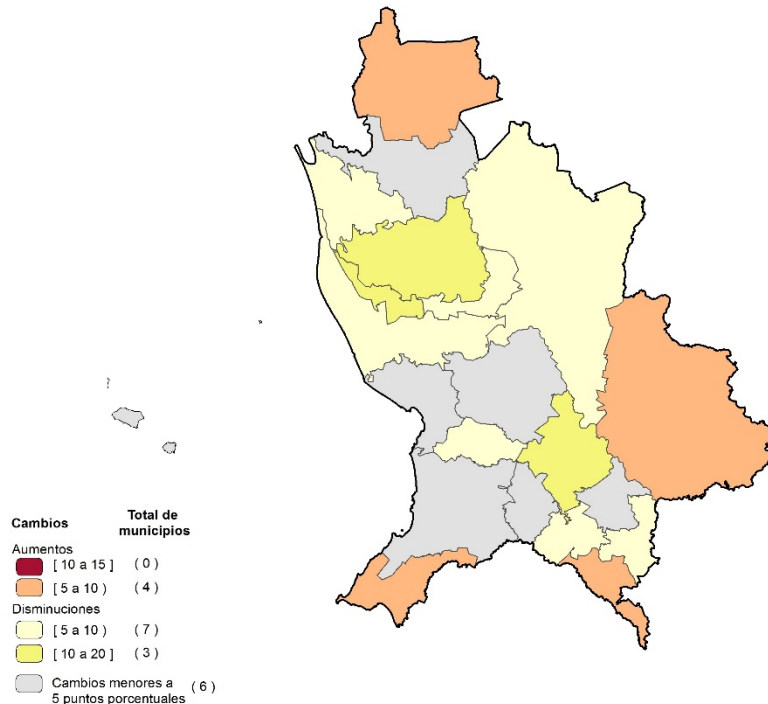 Cambios Total de municipios
Aumentos
[ 10 a 15 ] ( 0 )
[ 5 a 10 ) ( 4 )
Disminuciones
[ 5 a 10 ) ( 7 )
[ 10 a 20 ] ( 3 )
Cambios menores a ( 6 )
5 puntos porcentuales